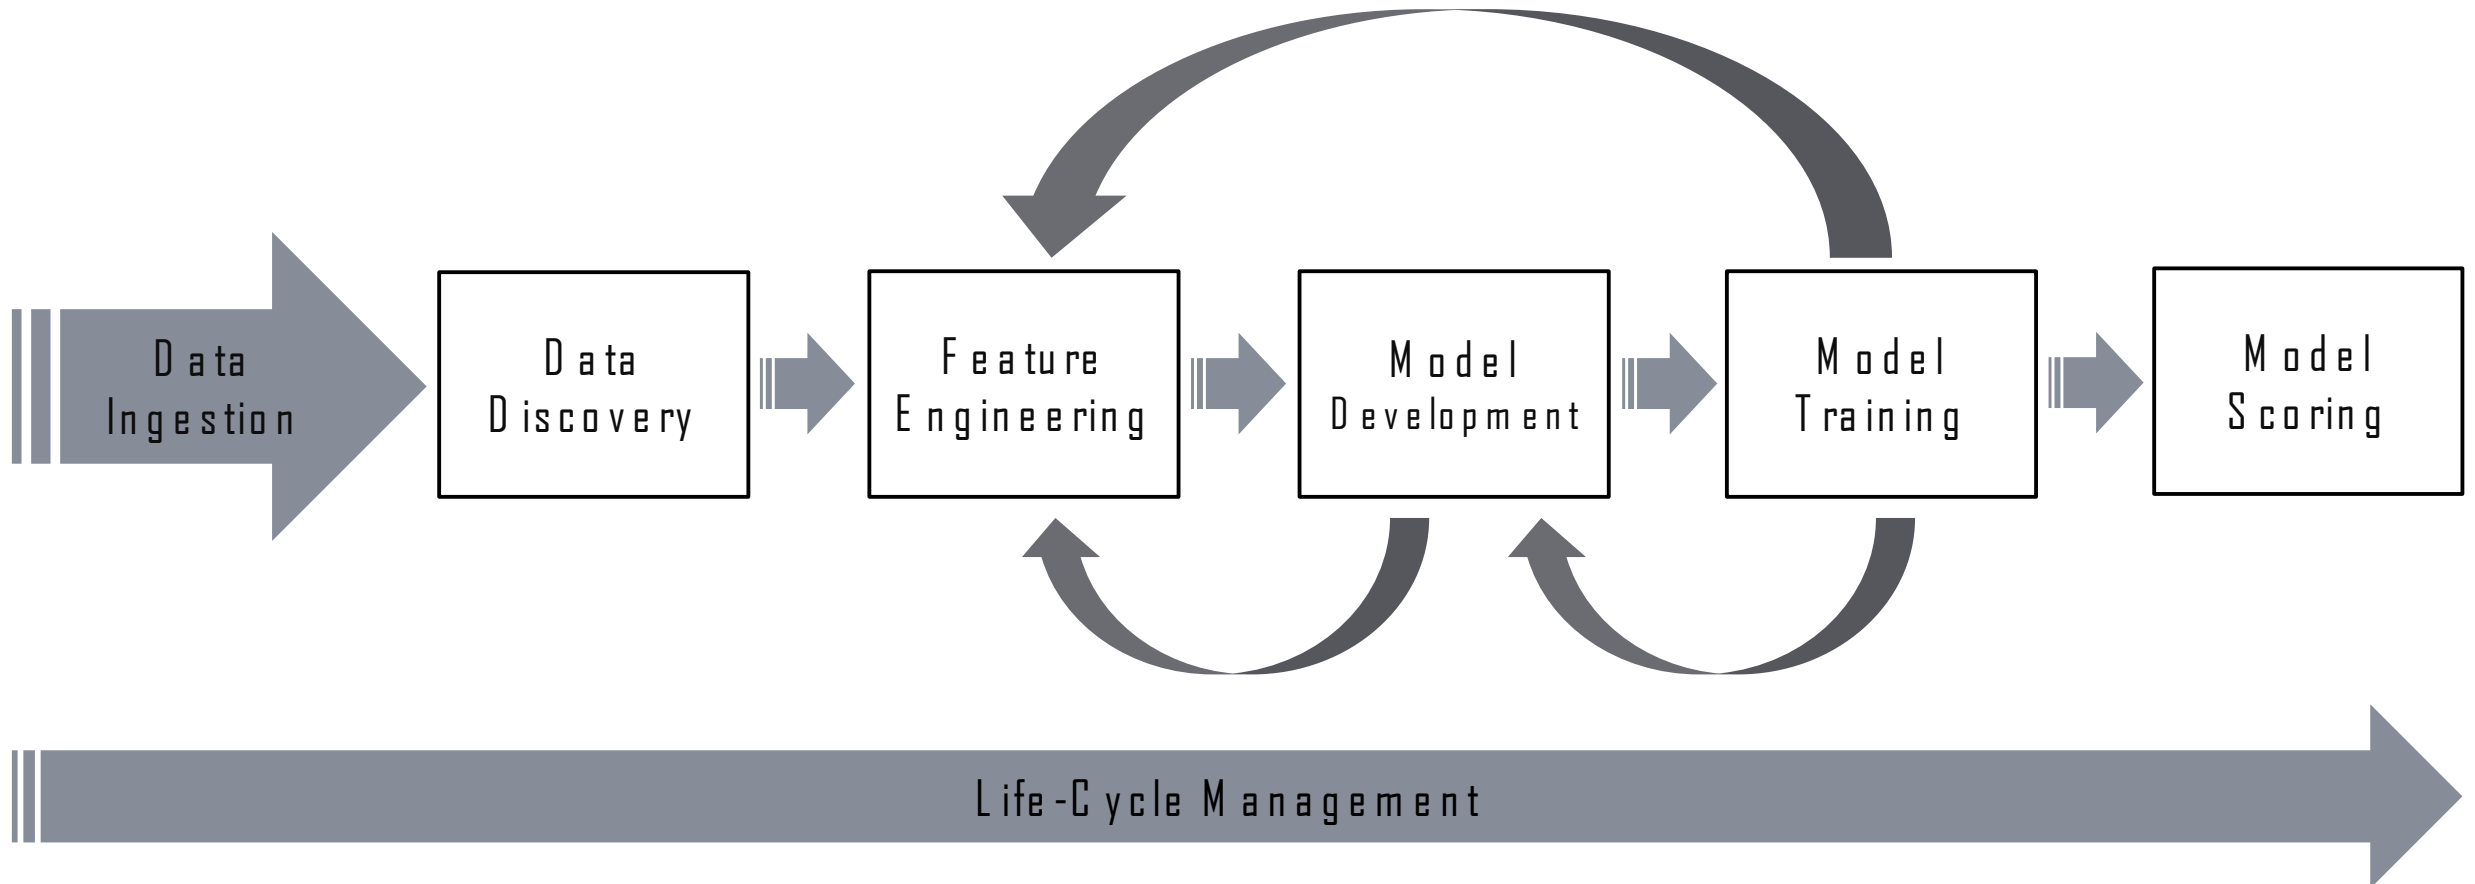 Data
Ingestion
Data
Discovery
Feature
Engineering
Model
Development
Model
Training
Model
Scoring
Life-Cycle Management